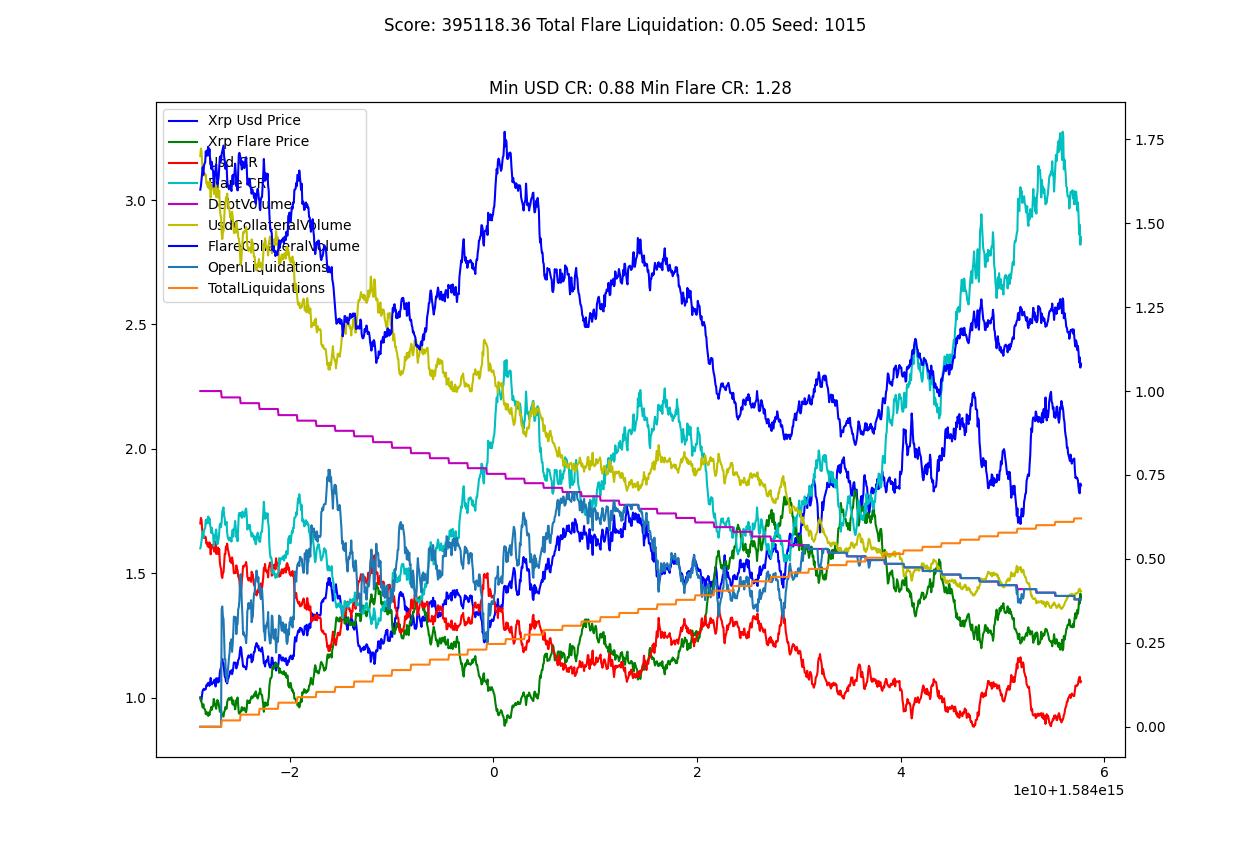 Score: 395118.36 Total Flare Liquidation: 0.05 Seed: 1015
Min USD CR: 0.88 Min Flare CR: 1.28
Xrp Usd Price
Xrp Flare Price
Usd CR
Flare CR
DebtVolume
UsdCollateralVolume
FlareCollateralVolume
OpenLiquidations
TotalLiquidations
3.0
2.5
2.0
1.5
1.0
1.75
1.50
1.25
1.00
0.75
0.50
0.25
0.00
−2
0
2
4
6
1e10+1.584e15